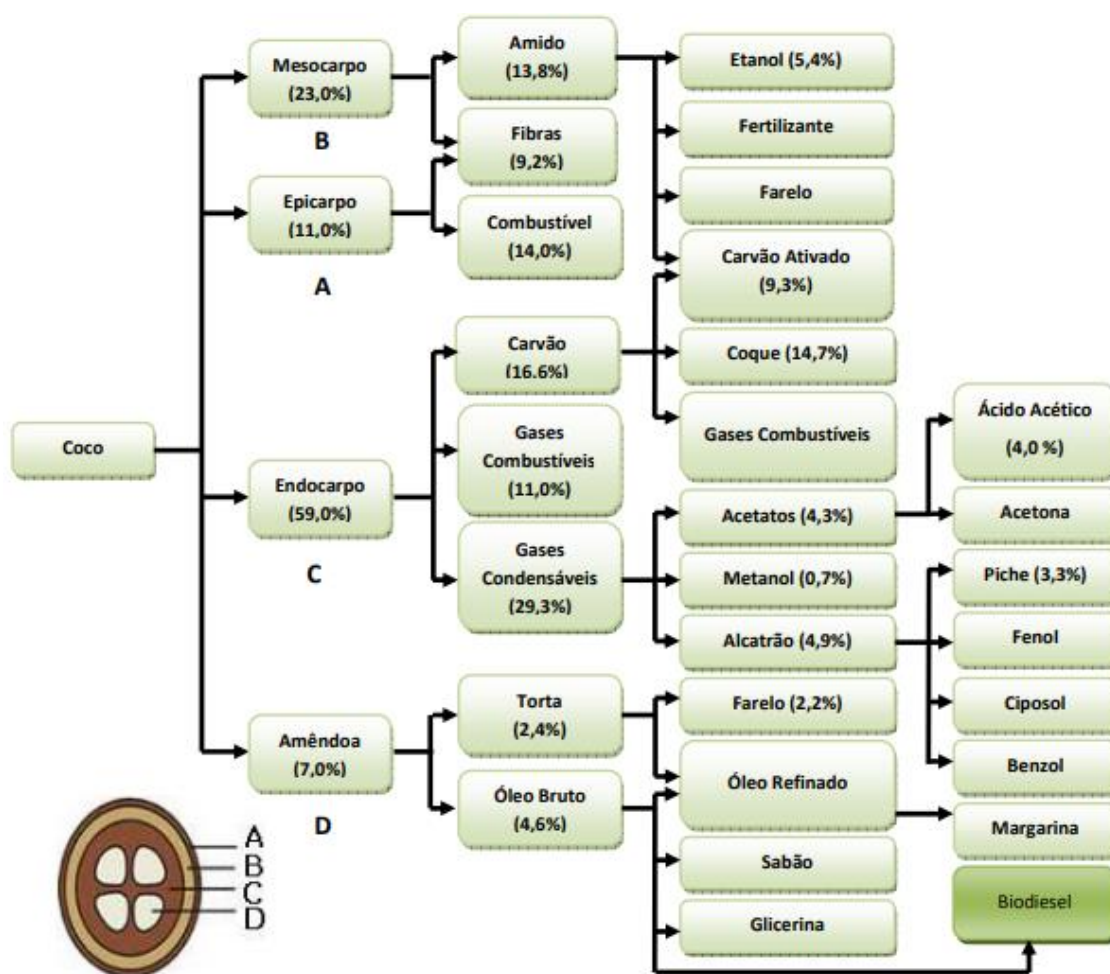 Coco
Mesocarpo
(23,0%)
B
Epicarpo
(11,0%)
A
Endocarpo
(59,0%)
C
Amêndoa
(7,0%)
D
Amido
(13,8%)
Fibras
(9,2%)
Combustível
(14,0%)
Carvão
(16.6%)
Gases
Combustíveis
(11,0%)
Gases
Condensáveis
(29,3%)
Torta
(2,4%)
Óleo Bruto
(4,6%)
Etanol (5,4%)
Fertilizante
Farelo
Carvão Ativado
(9,3%)
Coque (14,7%)
Gases Combustíveis
Acetatos (4,3%)
Metanol (0,7%)
Alcatrão (4,9%)
Farelo (2,2%)
Óleo Refinado
Sabão
Glicerina
Ácido Acético
(4,0 %)
Acetona
Piche (3,3%)
Fenol
Ciposol
Benzol
Margarina
Biodiesel
A
B
C
D